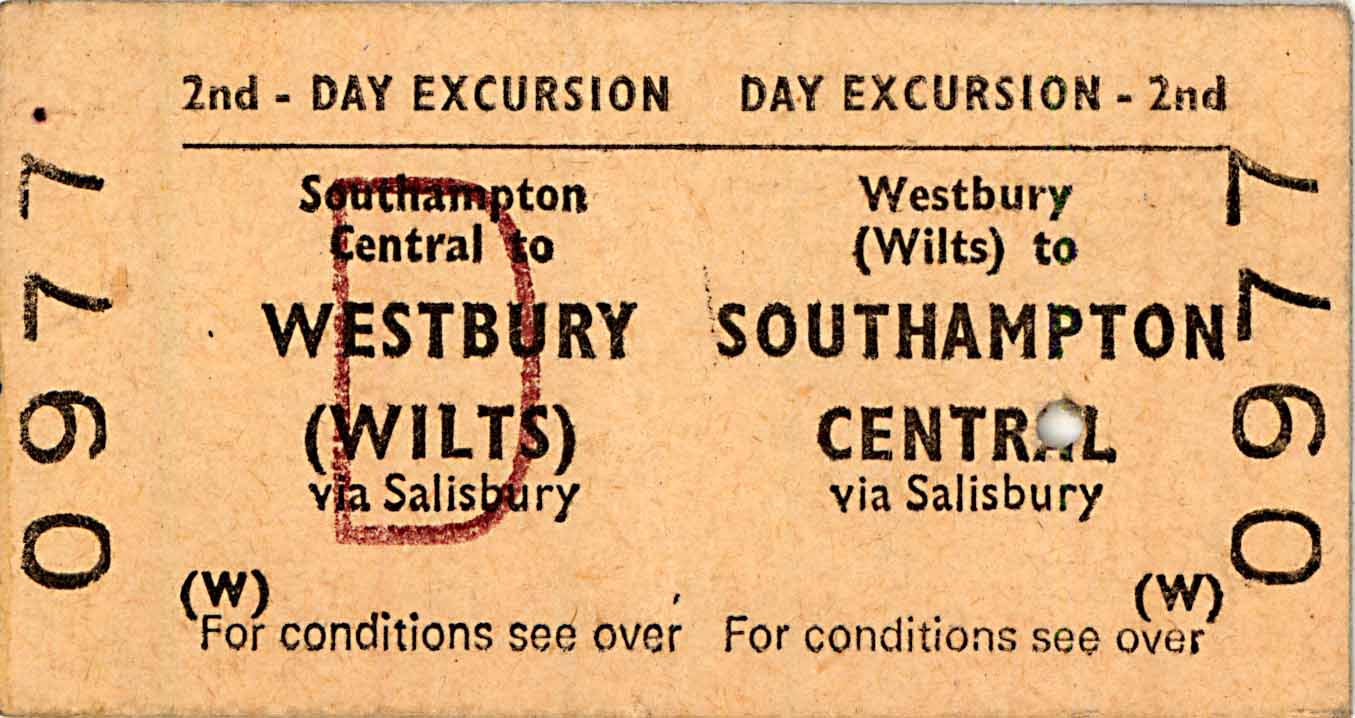 2nd - DAY EXCURSION
Southampton
Central to
WESTBURY
(WILTS)
via Salisbury
(W)
For conditions see over
D
DAY EXCURSION - 2nd
Westbury
(Wilts) to
SOUTHAMPTON
CENTRAL
via Salisbury
(W)
For conditions see over
0977
0977